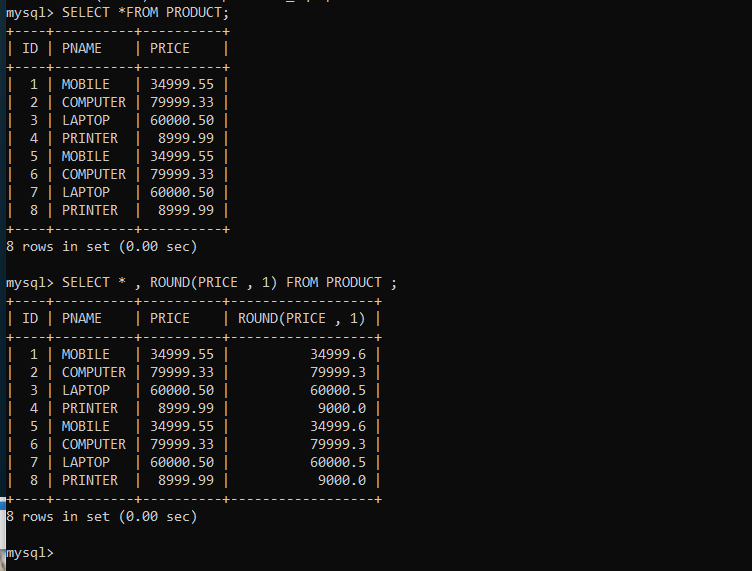 mysql> SELECT *FROM PRODUCT;
+----+----------+----------+
| ID | PNAME    | PRICE    |
+----+----------+----------+
|  1 | MOBILE   | 34999.55 |
|  2 | COMPUTER | 79999.33 |
|  3 | LAPTOP   | 60000.50 |
|  4 | PRINTER  |  8999.99 |
|  5 | MOBILE   | 34999.55 |
|  6 | COMPUTER | 79999.33 |
|  7 | LAPTOP   | 60000.50 |
|  8 | PRINTER  |  8999.99 |
+----+----------+----------+
8 rows in set (0.00 sec)
mysql> SELECT * , ROUND(PRICE , 1) FROM PRODUCT ;
+----+----------+----------+------------------+
| ID | PNAME    | PRICE    | ROUND(PRICE , 1) |
+----+----------+----------+------------------+
|  1 | MOBILE   | 34999.55 |          34999.6 |
|  2 | COMPUTER | 79999.33 |          79999.3 |
|  3 | LAPTOP   | 60000.50 |          60000.5 |
|  4 | PRINTER  |  8999.99 |           9000.0 |
|  5 | MOBILE   | 34999.55 |          34999.6 |
|  6 | COMPUTER | 79999.33 |          79999.3 |
|  7 | LAPTOP   | 60000.50 |          60000.5 |
|  8 | PRINTER  |  8999.99 |           9000.0 |
+----+----------+----------+------------------+
8 rows in set (0.00 sec)
mysql>